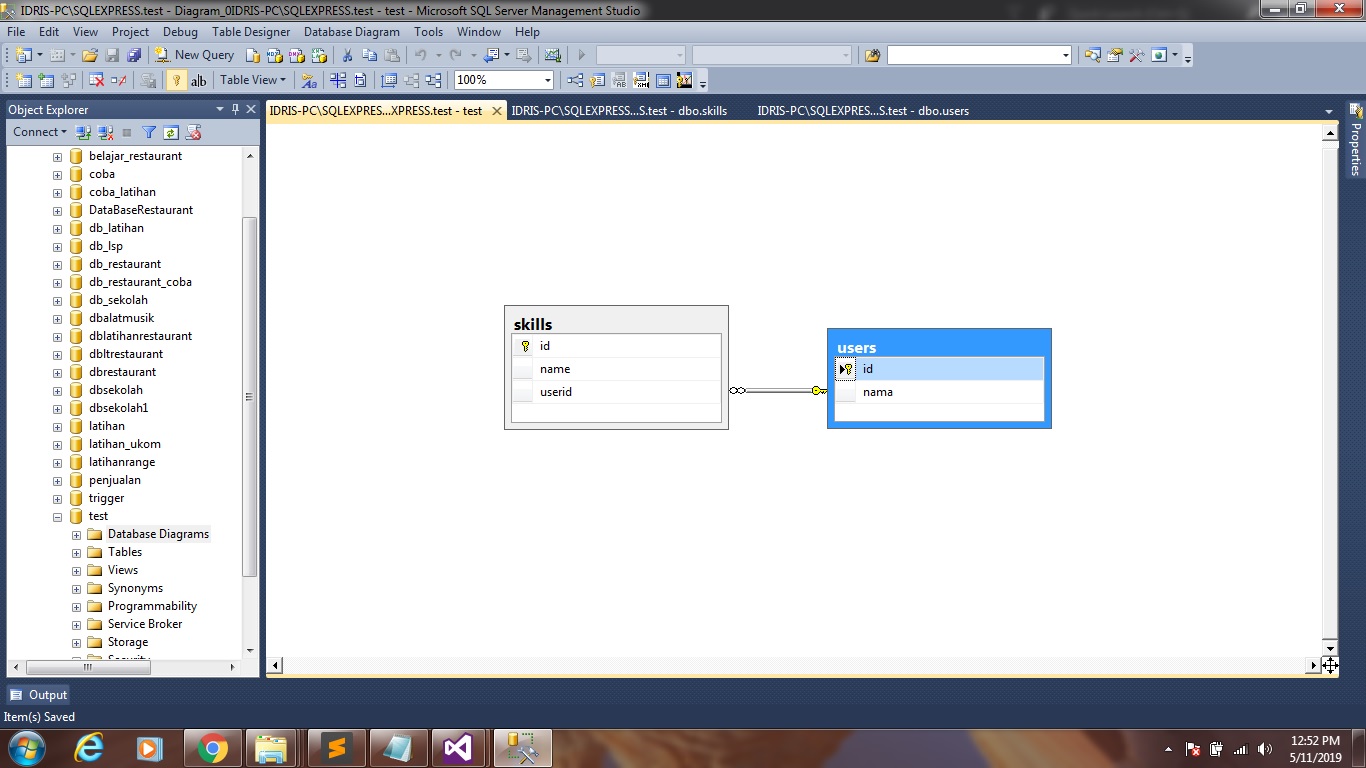 IDRIS-PC\SQLEXPRESS.test - Diagram_0IDRIS-PC\SQLEXPRESS.test - test - Microsoft SQL Server Management Studio
File Edit View Project Debug Table Designer Database Diagram Tools Window Help
New Query
ab Table View 100%
Object Explorer
IDRIS-PC\SQLEXPRES...XPRESS.test - test
IDRIS-PC\SQLEXPRESS...S.test - dbo.skills
IDRIS-PC\SQLEXPRES...S.test - dbo.users
Properties
Connect
belajar_restaurant
coba
coba_latihan
DataBaseRestaurant
db_latihan
db_lsp
db_restaurant
db_restaurant_coba
db_sekolah
dbalatmusik
dblatihanrestaurant
dbltrestaurant
dbrestaurant
dbsekolah
dbsekolah1
latihan
latihan_ukom
latihanrange
penjualan
trigger
test
Database Diagrams
Tables
Views
Synonyms
Programmability
Service Broker
Storage
Security
skills
id
name
userid
users
id
nama
Output
Item(s) Saved
12:52 PM
5/11/2019